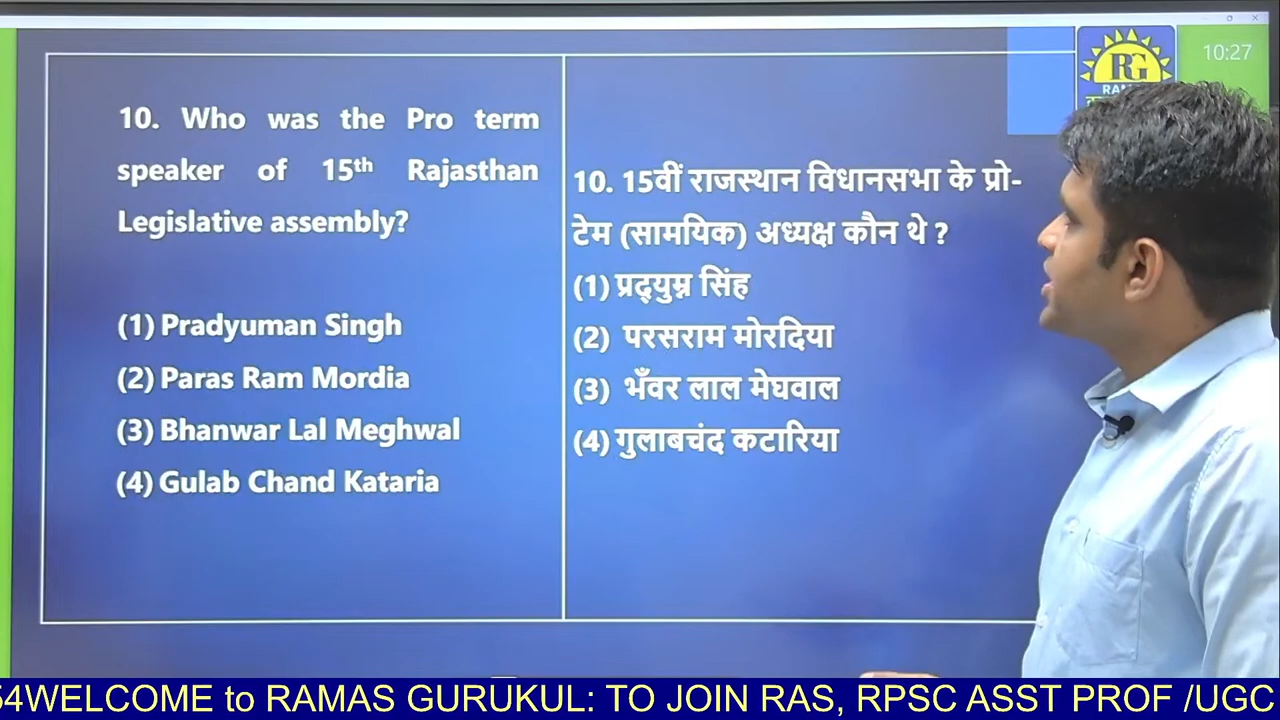 10. Who was the Pro term
speaker of 15th Rajasthan
Legislative assembly?
(1) Pradyuman Singh
(2) Paras Ram Mordia
(3) Bhanwar Lal Meghwal
(4) Gulab Chand Kataria
10. 15वीं राजस्थान विधानसभा के प्रो-
टेम (सामयिक) अध्यक्ष कौन थे ?
(1) प्रद्युम्न सिंह
(2) परसराम मोरदिया
(3) भँवर लाल मेघवाल
(4) गुलाबचंद कटारिया
RG
10:27
54WELCOME to RAMAS GURUKUL: TO JOIN RAS, RPSC ASST PROF /UGC